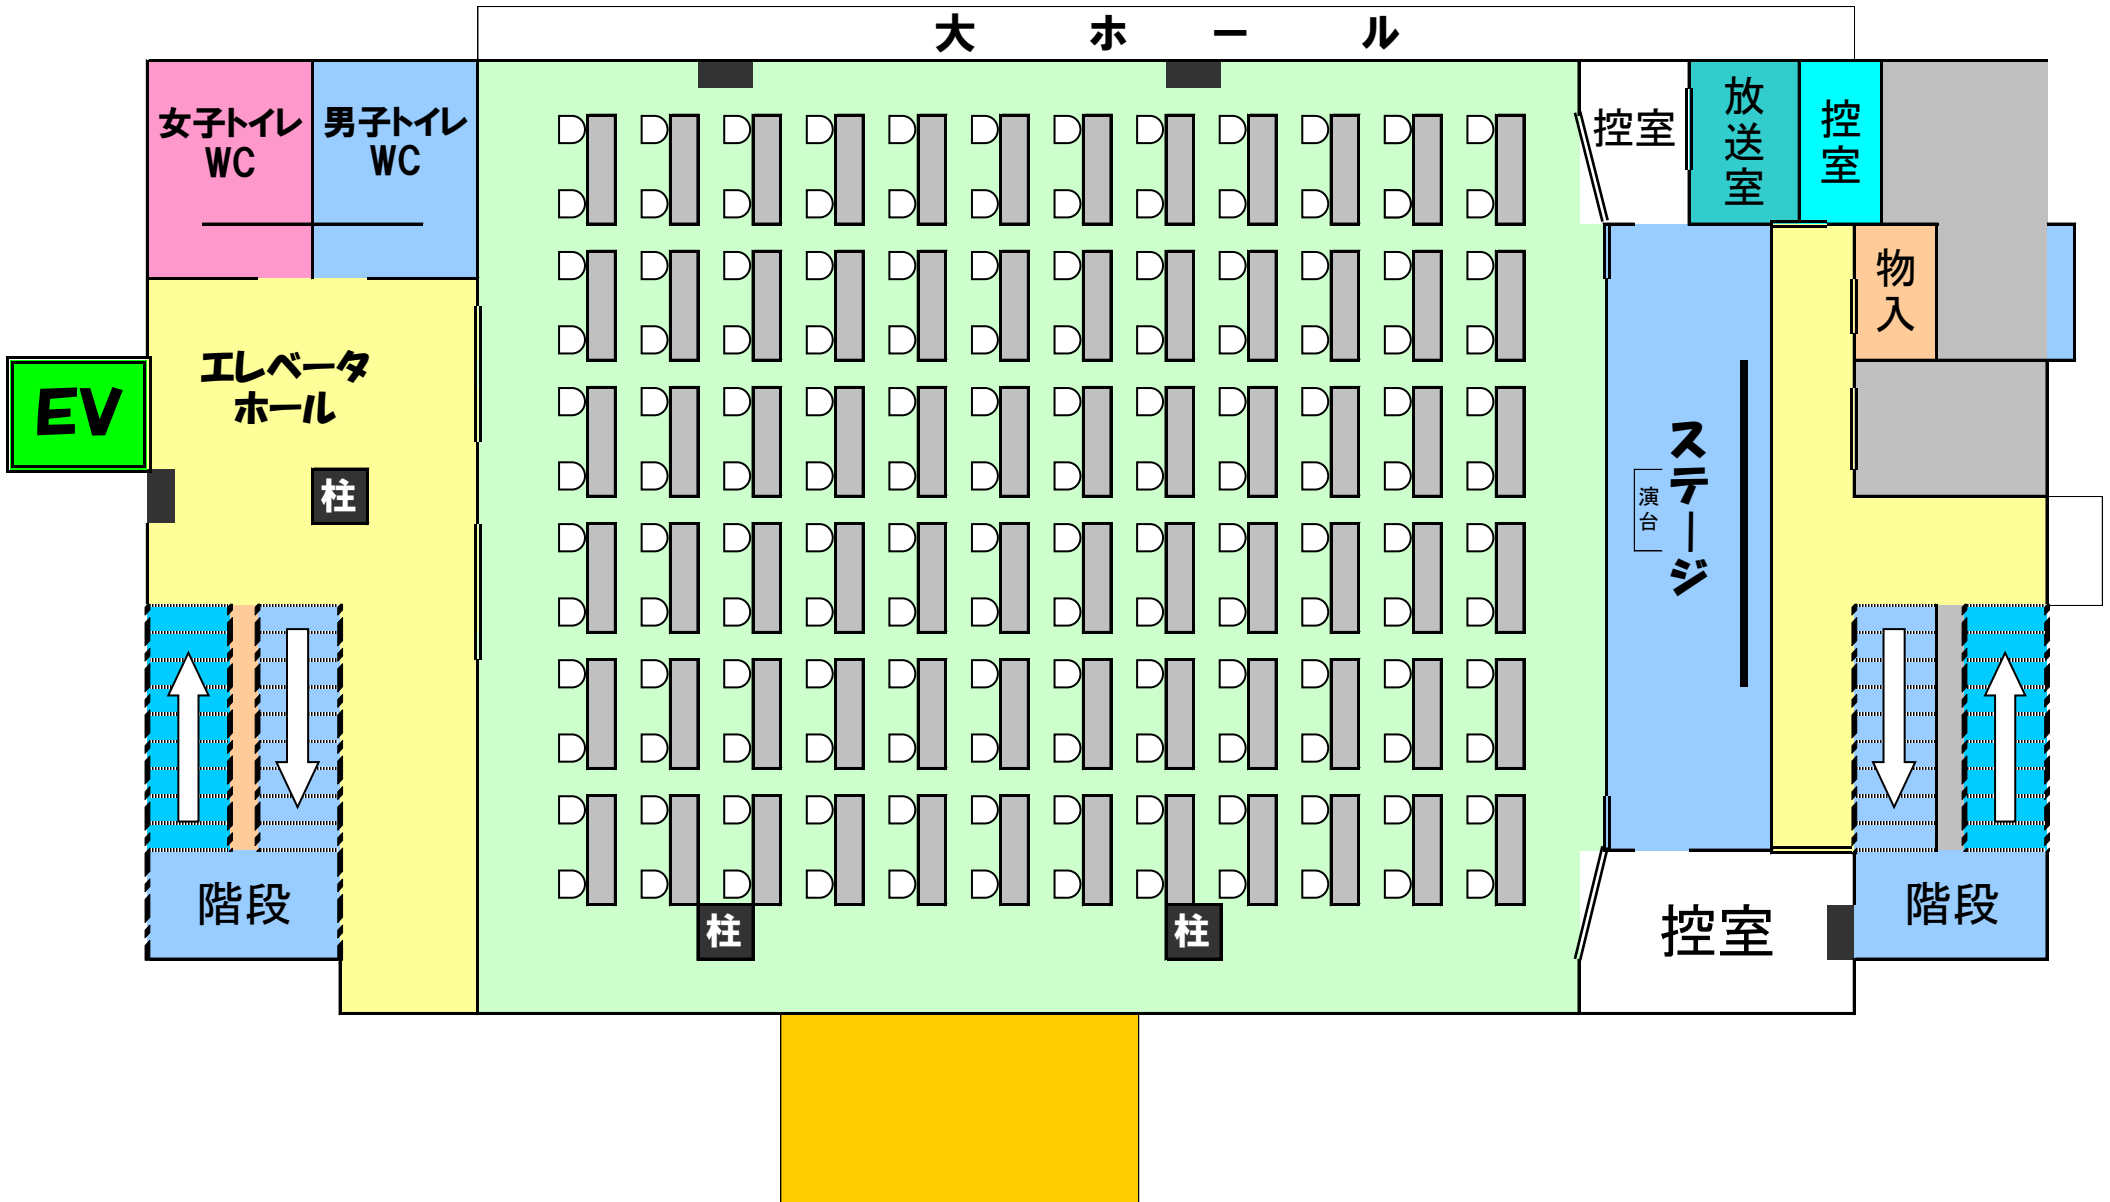 大ホール
女子トイレ
WC
男子トイレ
WC
控室
放送室
控室
物入
エレベータ
ホール
EV
柱
ステージ
演台
階段
柱
柱
控室
階段